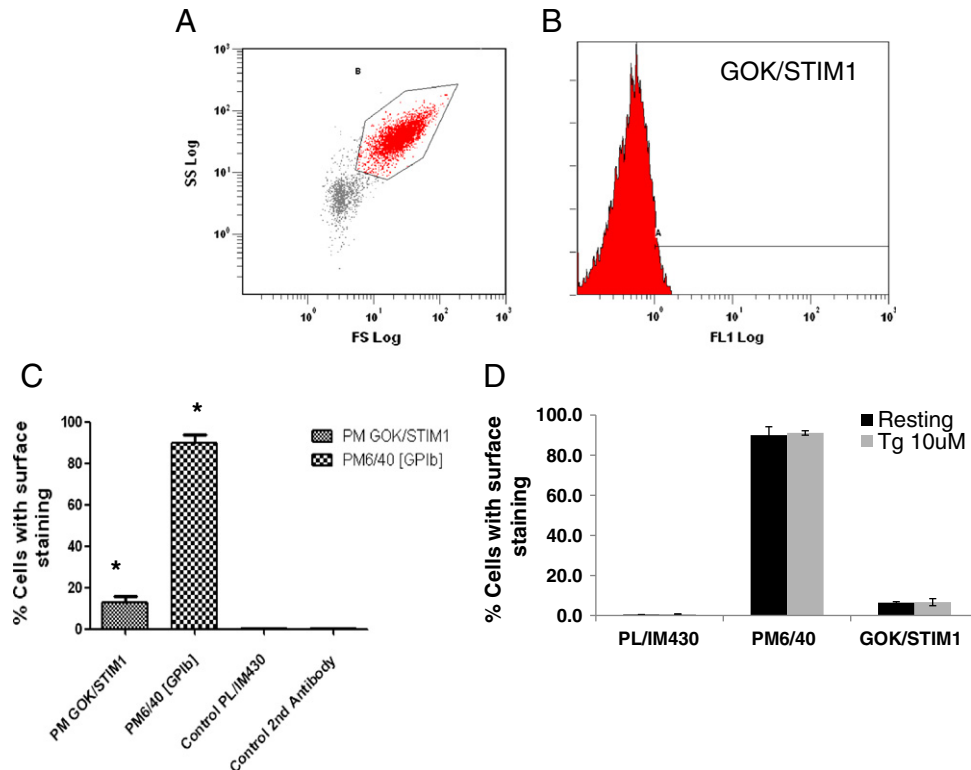 A
B
10³
10²
10¹
10⁰
SS Log
B
10⁰ 10¹ 10² 10³
FS Log
GOK/STIM1
A
10⁰ 10¹ 10² 10³
FL1 Log
C
% Cells with surface
staining
100
80
60
40
20
0
*
*
PM GOK/STIM1
PM6/40 [GPIb]
PM GOK/STIM1
PM6/40 [GPIb]
Control PL/IM430
Control 2nd Antibody
D
% Cells with surface
staining
100.0
80.0
60.0
40.0
20.0
0.0
Resting
Tg 10uM
PL/IM430 PM6/40 GOK/STIM1